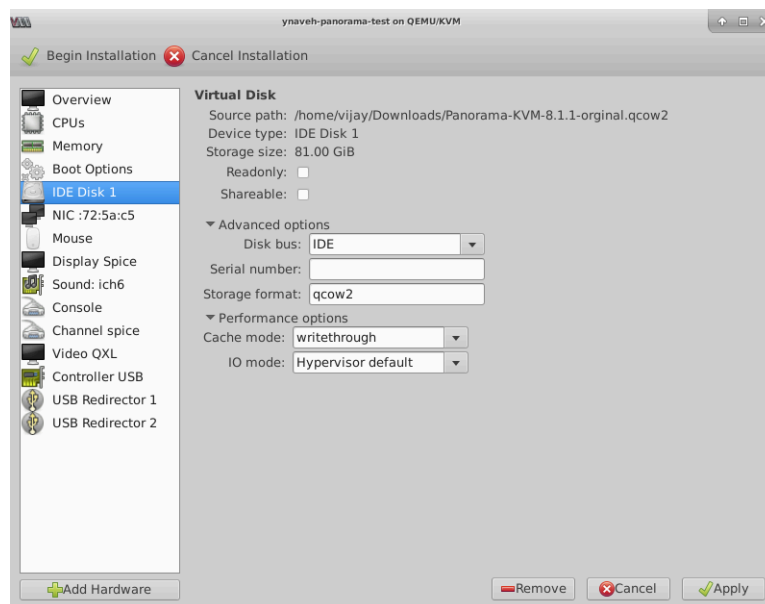 ynaveh-panorama-test on QEMU/KVM
Begin Installation Cancel Installation
Overview
CPUs
Memory
Boot Options
IDE Disk 1
NIC :72:5a:c5
Mouse
Display Spice
Sound: ich6
Console
Channel spice
Video QXL
Controller USB
USB Redirector 1
USB Redirector 2
Add Hardware
Virtual Disk
Source path: /home/vijay/Downloads/Panorama-KVM-8.1.1-orginal.qcow2
Device type: IDE Disk 1
Storage size: 81.00 GiB
Readonly:
Shareable:
Advanced options
Disk bus: IDE
Serial number:
Storage format: qcow2
Performance options
Cache mode: writethrough
IO mode: Hypervisor default
Remove Cancel Apply